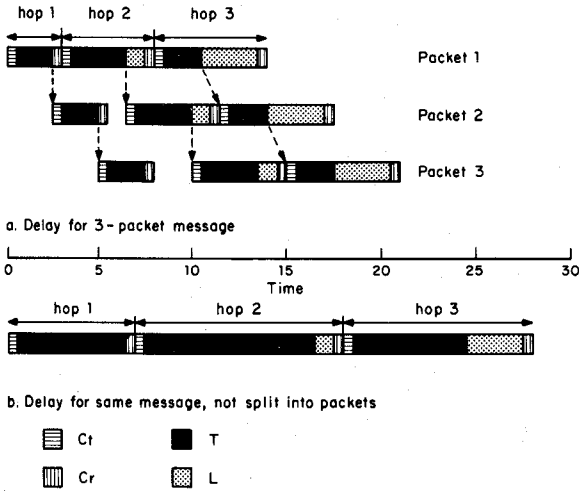 hop 1 hop 2 hop 3
Packet 1
Packet 2
Packet 3
a. Delay for 3-packet message
0 5 10 15 20 25 30
Time
hop 1 hop 2 hop 3
b. Delay for same message, not split into packets
Ct T
Cr L